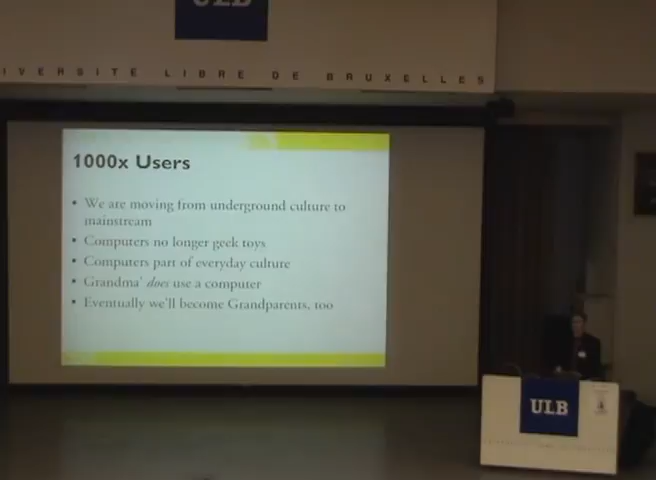 ULB
IVERSITE LIBRE DE BRUXELLES
1000x Users
• We are moving from underground culture to
mainstream
• Computers no longer geek toys
• Computers part of everyday culture
• Grandma' does use a computer
• Eventually we'll become Grandparents, too
ULB